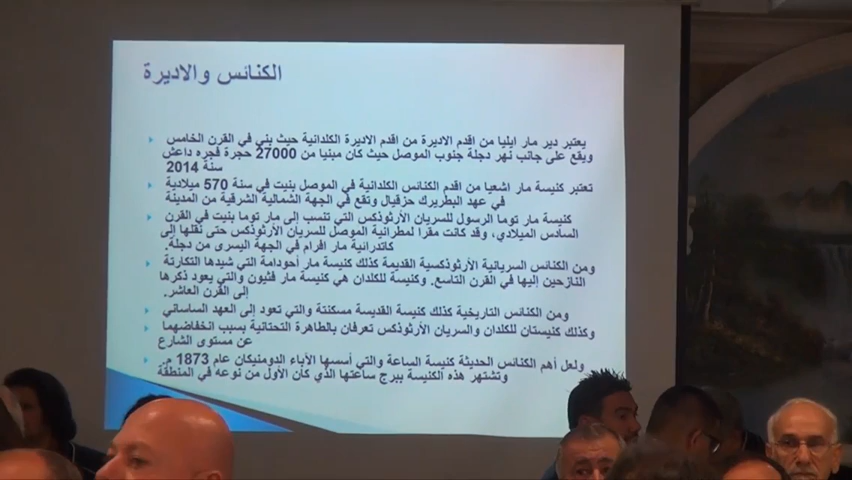 الكنائس والاديرة
يعتبر دير مار ايليا من اقدم الاديرة من اقدم الاديرة الكلدانية حيث بني في القرن الخامس
ويقع على جانب نهر دجلة جنوب الموصل حيث كان مبنيا من 27000 حجرة فجره داعش
سنة 2014
تعتبر كنيسة مار اشعيا من اقدم الكنائس الكلدانية في الموصل بنيت في سنة 570 ميلادية
في عهد البطريرك حزقيال وتقع في الجهة الشمالية الشرقية من المدينة
كنيسة مار توما الرسول للسريان الأرثوذكس التي تنسب إلى مار توما بنيت في القرن
السادس الميلادي، وقد كانت مقرا لمطرانية الموصل للسريان الأرثوذكس حتى نقلها إلى
كاتدرانية مار افرام في الجهة اليسرى من دجلة.
ومن الكنائس السريانية الأرثوذكسية القديمة كذلك كنيسة مار أحودامة التي شيدها التكارتة
النازحين إليها في القرن التاسع. وكنيسة للكلدان هي كنيسة مار فثيون والتي يعود ذكرها
إلى القرن العاشر.
ومن الكنائس التاريخية كذلك كنيسة القديسة مسكنتة والتي تعود إلى العهد الساساني
وكذلك كنيستان للكلدان والسريان الأرثوذكس تعرفان بالطاهرة التحتانية بسبب انخفاضهما
عن مستوى الشارع
ولعل أهم الكنائس الحديثة كنيسة الساعة والتي أسسها الأباء الدومنيكان عام 1873 م.
وتشتهر هذه الكنيسة ببرج ساعتها الذي كان الأول من نوعه في المنطقة